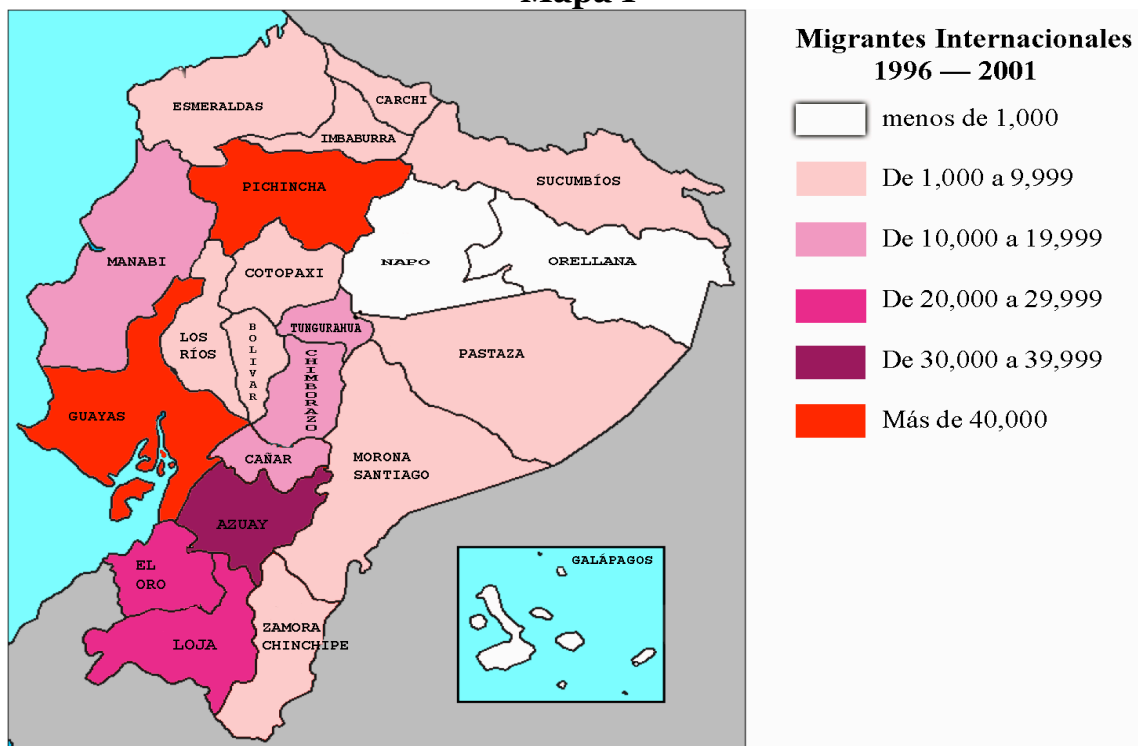 Mapa I
Migrantes Internacionales
1996 — 2001
menos de 1,000
De 1,000 a 9,999
De 10,000 a 19,999
De 20,000 a 29,999
De 30,000 a 39,999
Más de 40,000
ESMERALDAS
CARCHI
IMBABURRA
SUCUMBÍOS
PICHINCHA
MANABI
COTOPAXI
NAPO
ORELLANA
TUNGURAHUA
LOS
RÍOS
BOLIVAR
CHIMBORAZO
PASTAZA
GUAYAS
CAÑAR
MORONA
SANTIAGO
AZUAY
EL
ORO
GALÁPAGOS
ZAMORA
CHINCHIPE
LOJA